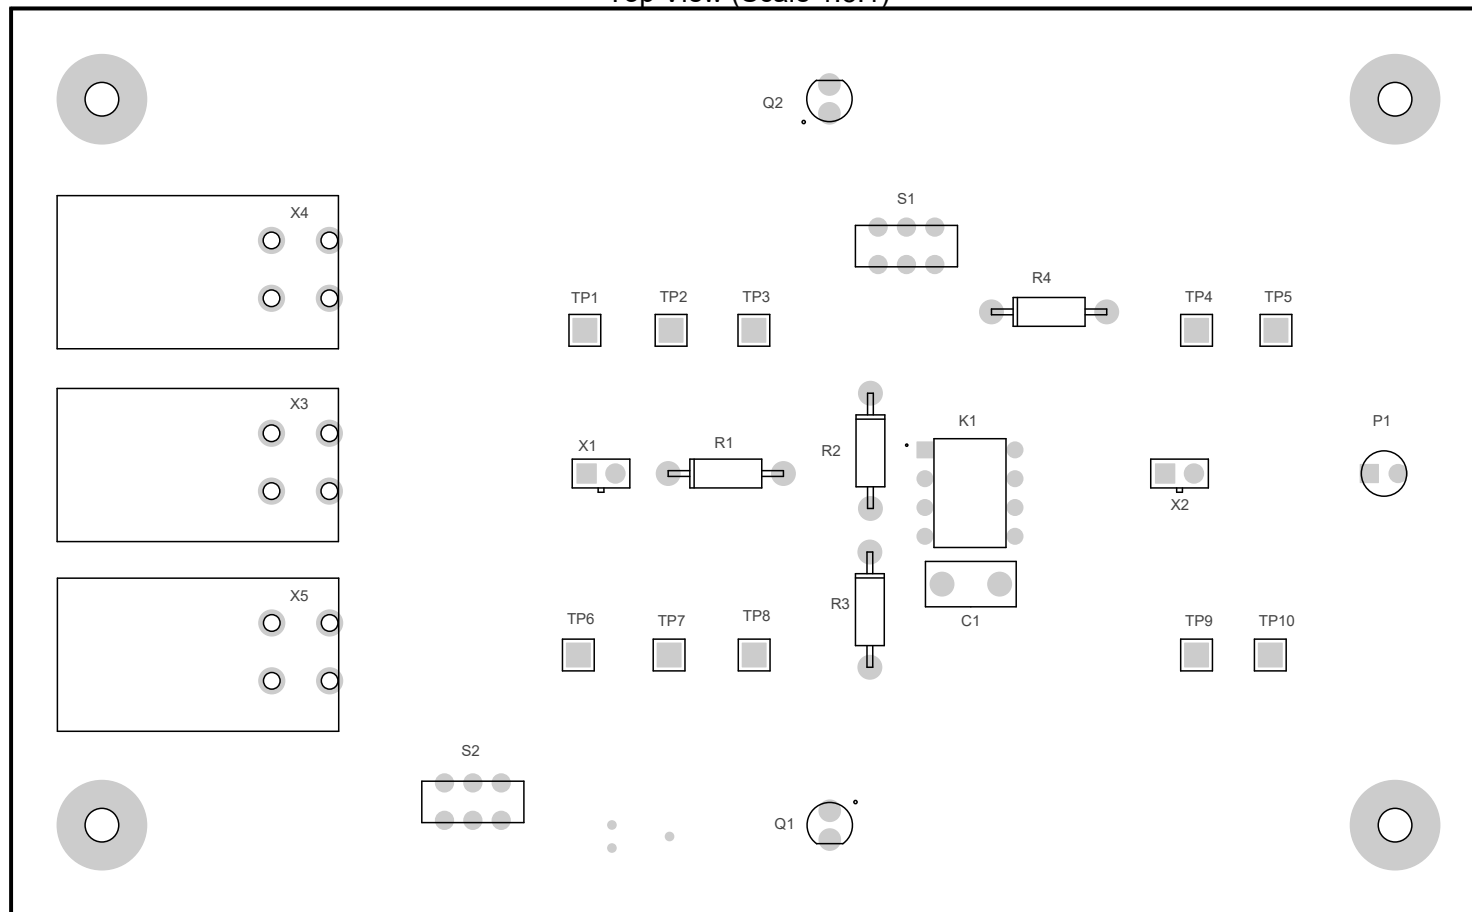 Q2
S1
X4
R4
TP1 TP2 TP3 TP4 TP5
X3
K1 P1
X1 R1 R2
X2
X5
R3
C1
TP6 TP7 TP8 TP9 TP10
S2
Q1